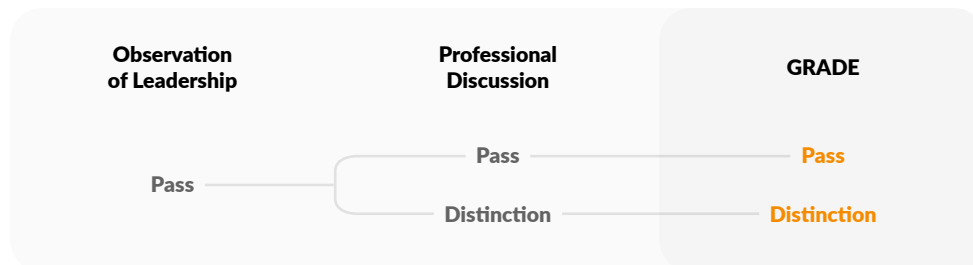 Observation
of Leadership
Professional
Discussion
GRADE
Pass
Pass
Pass
Distinction
Distinction